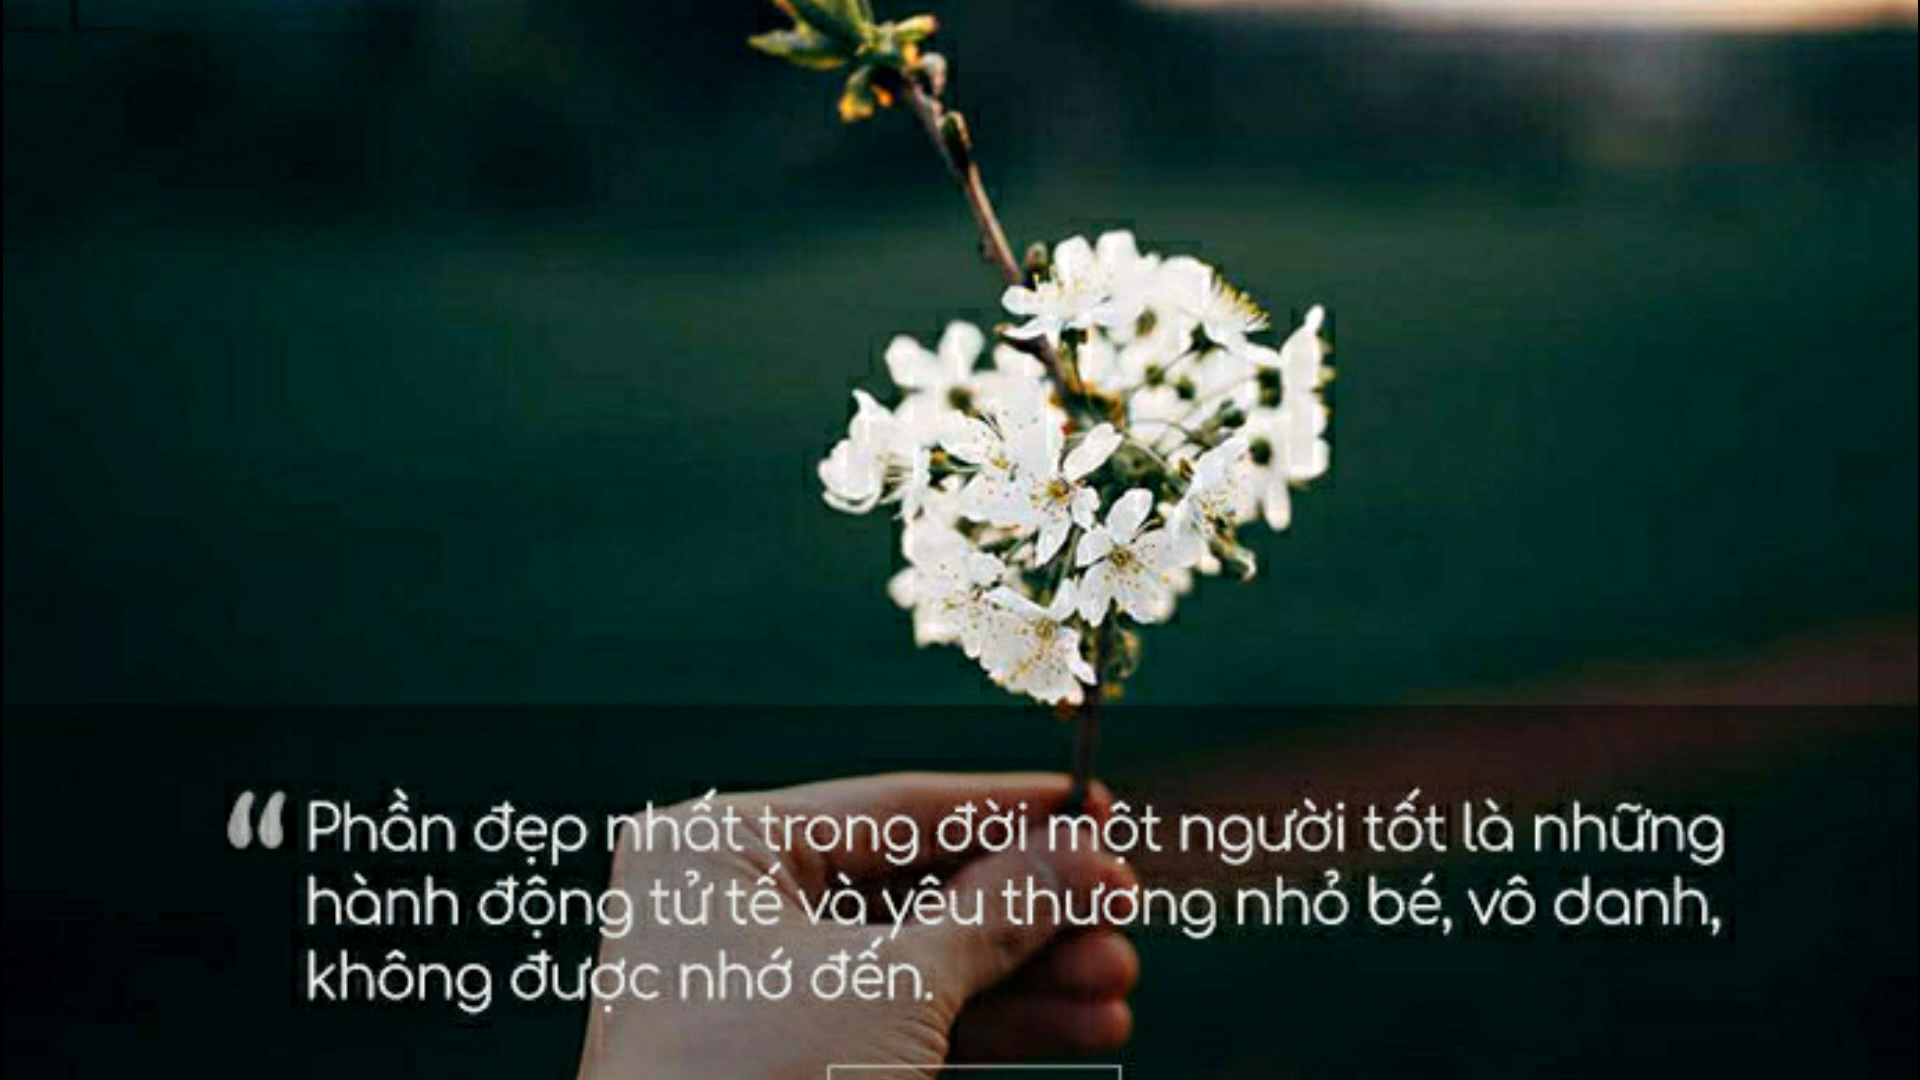 “Phần đẹp nhất trong đời một người tốt là những
hành động tử tế và yêu thương nhỏ bé, vô danh,
không được nhớ đến.